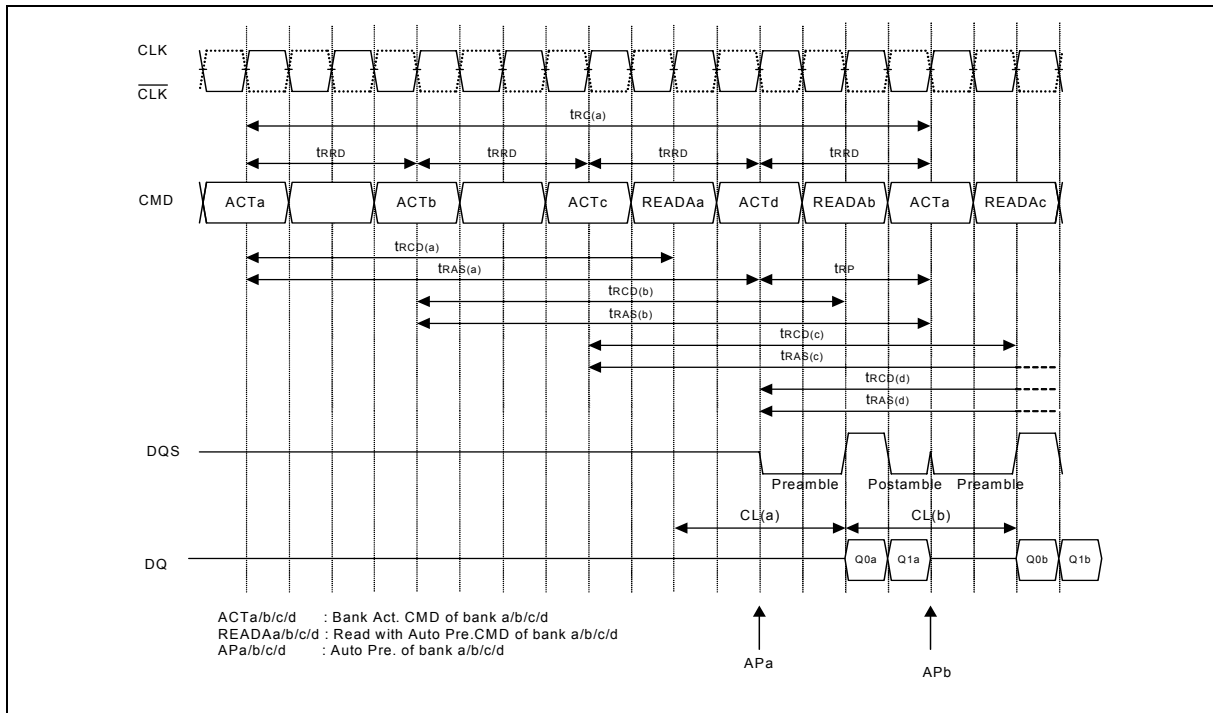 CLK
CLK
tRC(a)
tRRD tRRD tRRD tRRD
CMD ACTa ACTb ACTc READAa ACTd READAb ACTa READAc
tRCD(a)
tRAS(a) tRP
tRCD(b)
tRAS(b)
tRCD(c)
tRAS(c)
tRCD(d)
tRAS(d)
DQS
Preamble Postamble Preamble
CL(a) CL(b)
DQ Q0a Q1a Q0b Q1b
ACTa/b/c/d : Bank Act. CMD of bank a/b/c/d
READAa/b/c/d : Read with Auto Pre.CMD of bank a/b/c/d
APa/b/c/d : Auto Pre. of bank a/b/c/d
APa APb